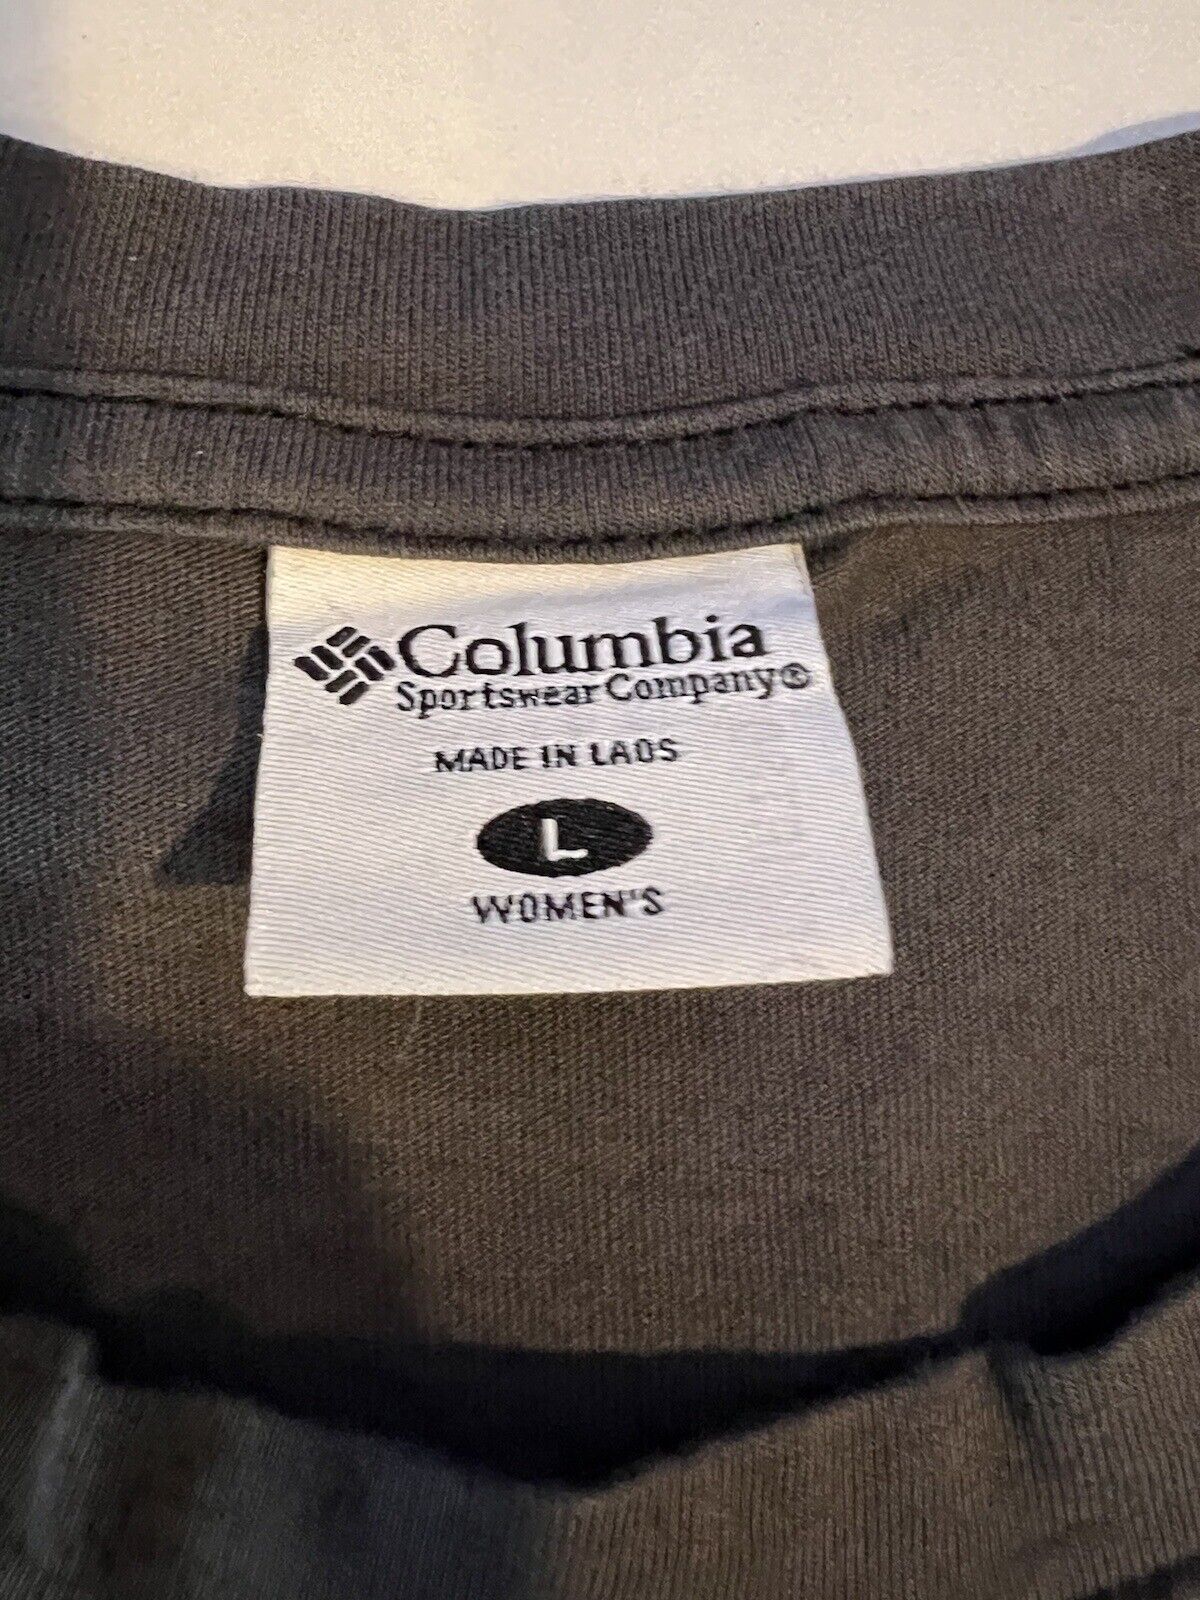 Columbia
Sportswear Company®
MADE IN LAOS
L
WOMEN'S